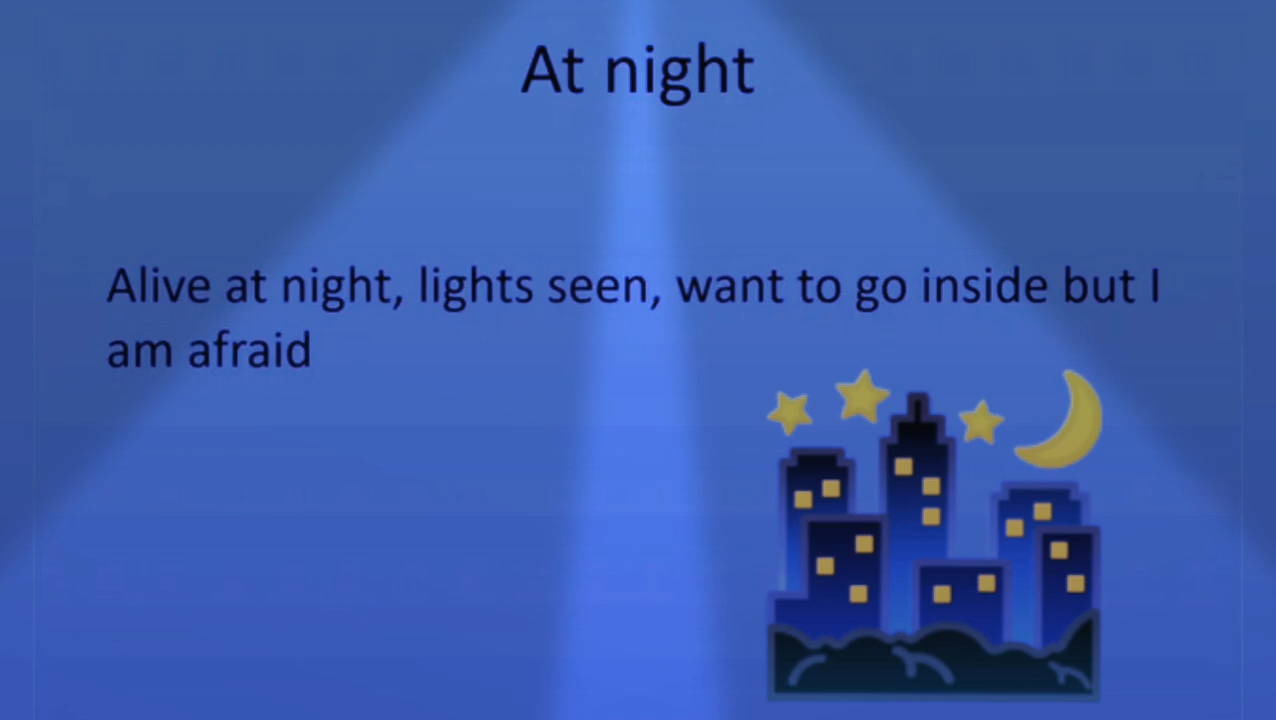 At night
Alive at night, lights seen, want to go inside but I
am afraid